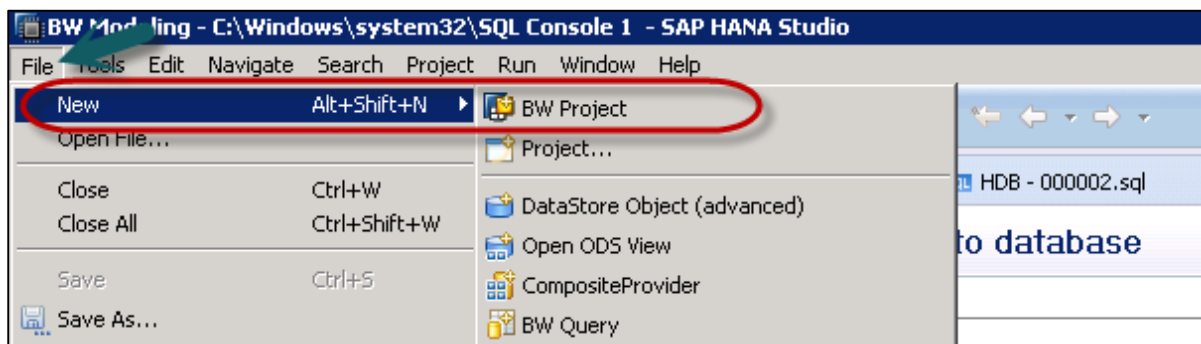 BW Modeling - C:\Windows\system32\SQL Console 1 - SAP HANA Studio
File Tools Edit Navigate Search Project Run Window Help
New Alt+Shift+N BW Project
Open File...
Project...
Close Ctrl+W
HDB - 000002.sql
DataStore Object (advanced)
Close All Ctrl+Shift+W
Open ODS View
to database
Save Ctrl+S
CompositeProvider
Save As...
BW Query